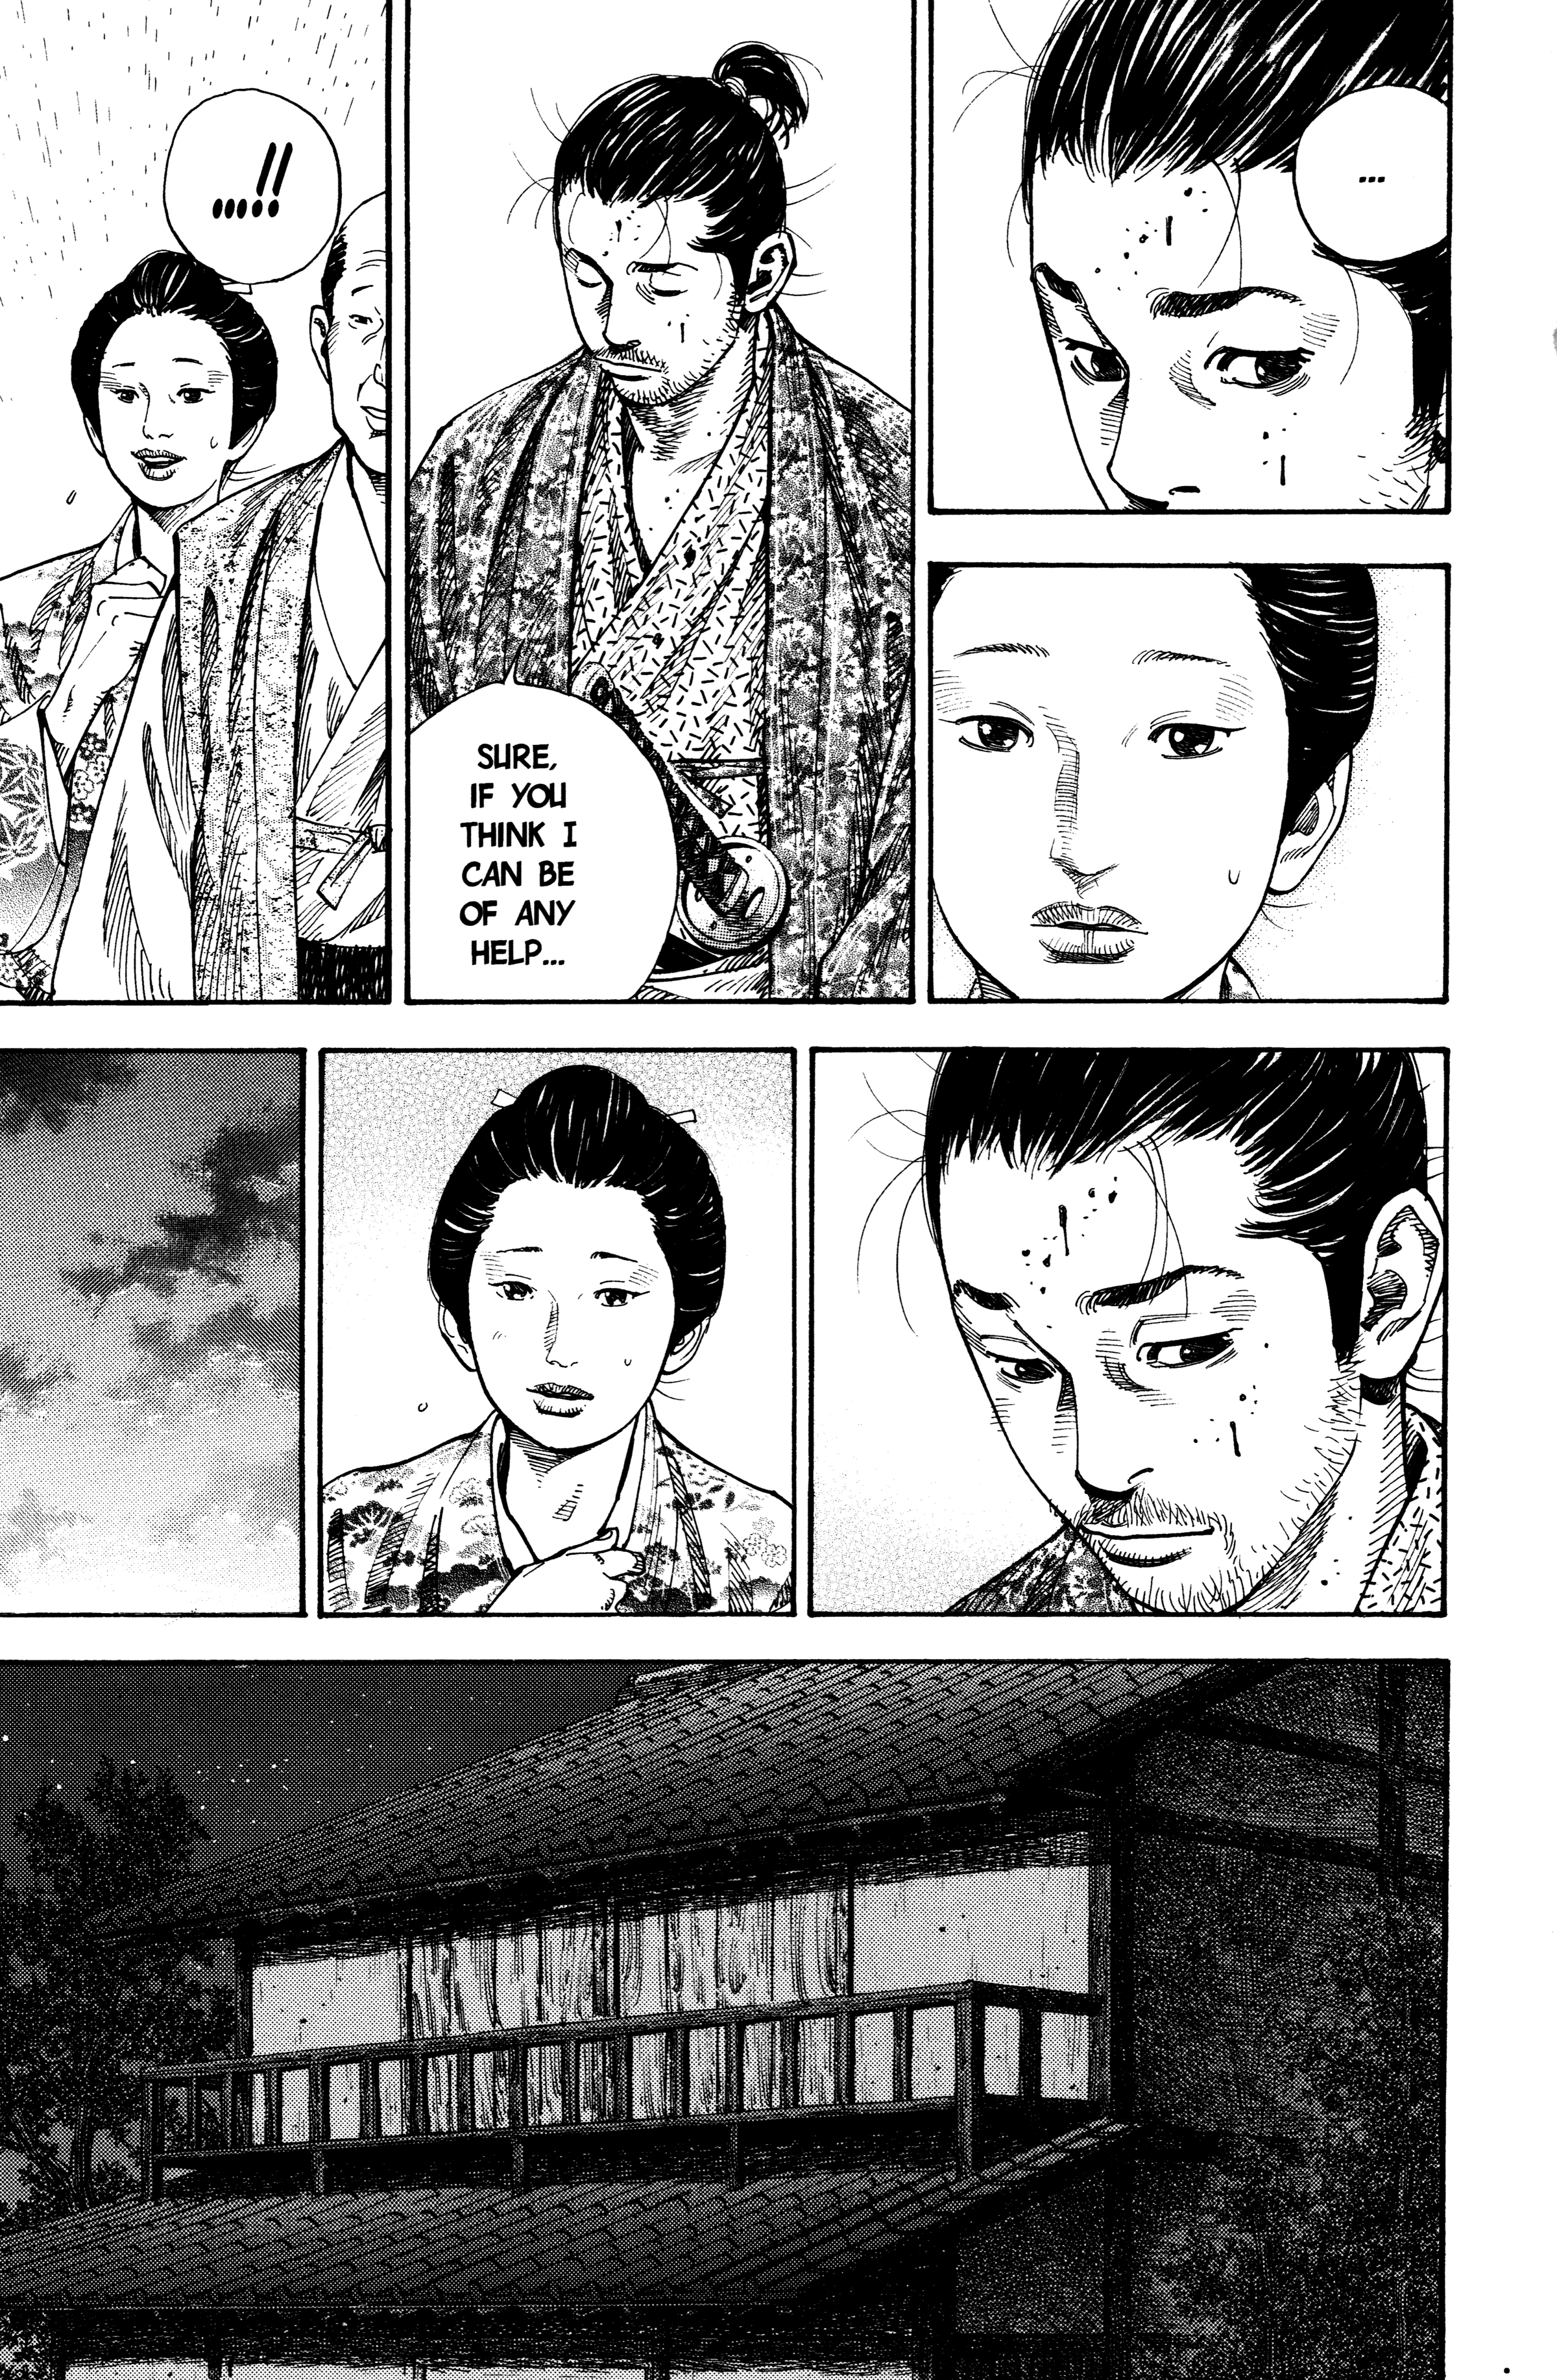 ...
SURE,
IF YOU
THINK I
CAN BE
OF ANY
HELP...
.....!!